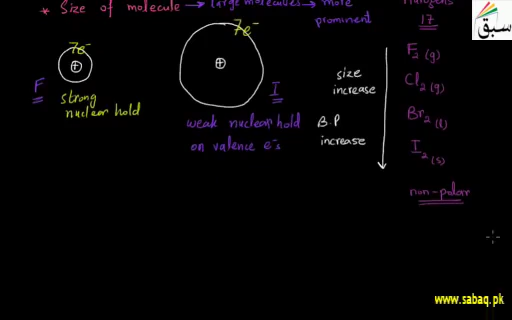 * Size of molecule → large molecules → more prominent
Halogens
17
7e⁻
F
strong
nuclear hold
7e⁻
I
weak nuclear hold
on valence e⁻s
size
increase
B.P
increase
F₂ (g)
Cl₂ (g)
Br₂ (l)
I₂ (s)
non-polar
سبق
www.sabaq.pk